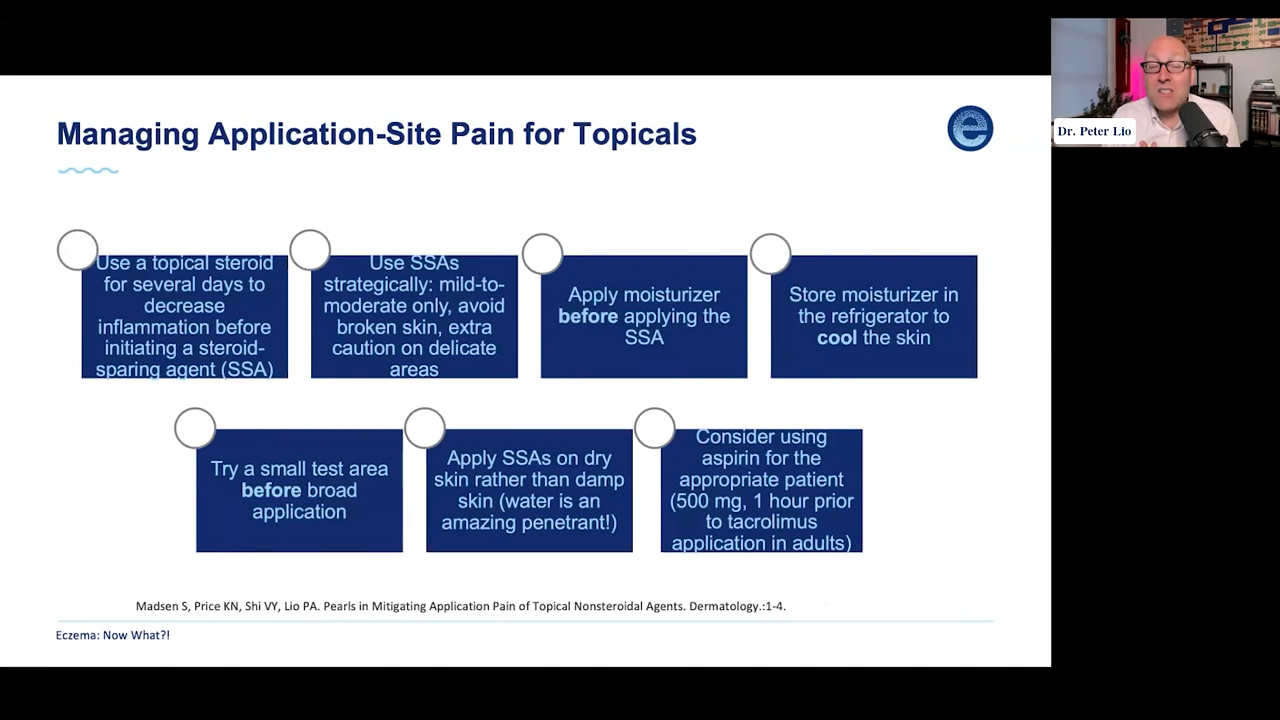 Managing Application-Site Pain for Topicals
e
Dr. Peter Lio
Use a topical steroid
for several days to
decrease
inflammation before
initiating a steroid-
sparing agent (SSA)
Use SSAs
strategically: mild-to-
moderate only, avoid
broken skin, extra
caution on delicate
areas
Apply moisturizer
before applying the
SSA
Store moisturizer in
the refrigerator to
cool the skin
Try a small test area
before broad
application
Apply SSAs on dry
skin rather than damp
skin (water is an
amazing penetrant!)
Consider using
aspirin for the
appropriate patient
(500 mg, 1 hour prior
to tacrolimus
application in adults)
Madsen S, Price KN, Shi VY, Lio PA. Pearls in Mitigating Application Pain of Topical Nonsteroidal Agents. Dermatology.:1-4.
Eczema: Now What?!